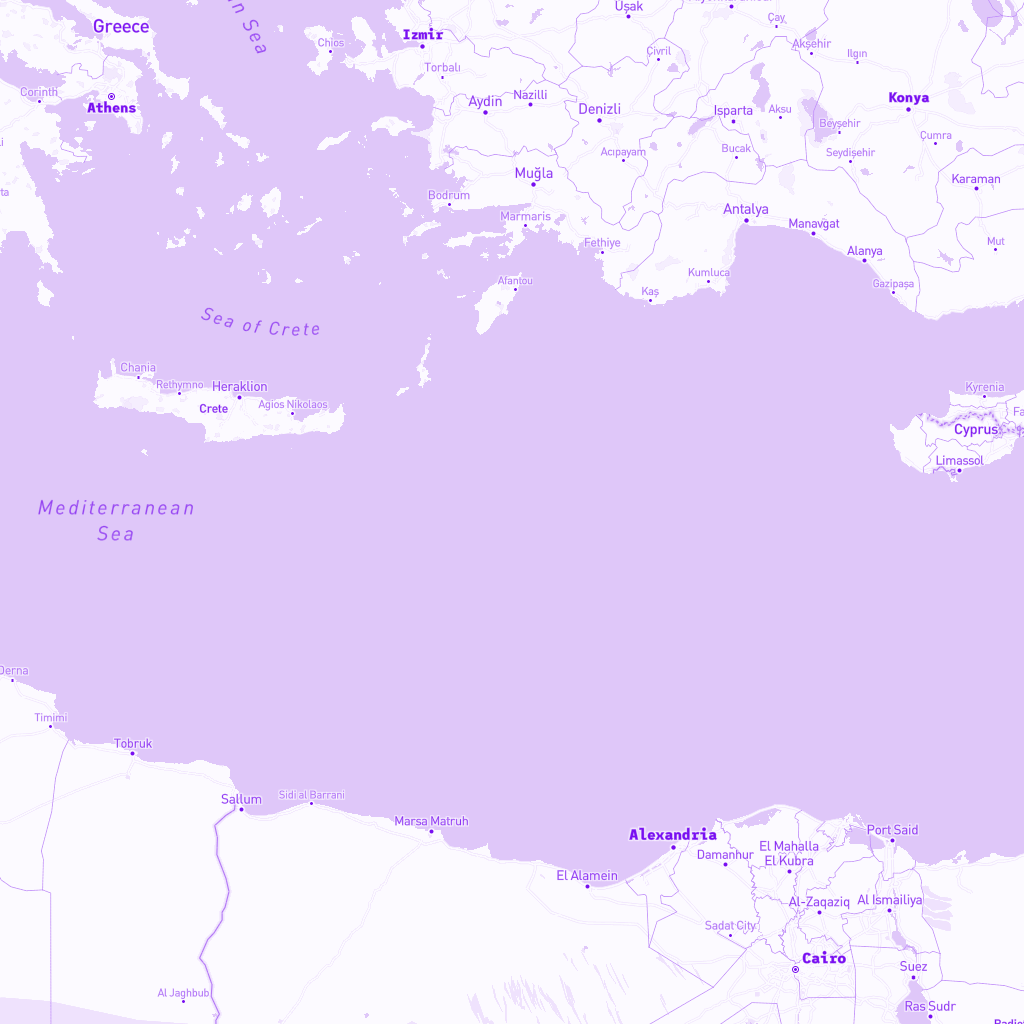 Uşak
Çay
Greece
n Sea
Chios
Izmir
Akşehir
Civril
Ilgın
Torbalı
Corinth
Athens
Aydin
Nazilli
Denizli
Isparta
Aksu
Konya
Beyşehir
Çumra
Acıpayam
Bucak
Seydişehir
Muğla
Karaman
Bodrum
Marmaris
Antalya
Manavgat
Fethiye
Alanya
Mut
Afantou
Kaş
Kumluca
Gazipaşa
Sea of Crete
Chania
Rethymno
Heraklion
Crete
Agios Nikolaos
Kyrenia
Fa
Cyprus
Limassol
Mediterranean
Sea
Derna
Timimi
Tobruk
Sallum
Sidi al Barrani
Marsa Matruh
Alexandria
Port Said
Damanhur
El Mahalla
El Kubra
El Alamein
Al-Zaqaziq
Al Ismailiya
Sadat City
Cairo
Suez
Al Jaghbub
Ras Sudr